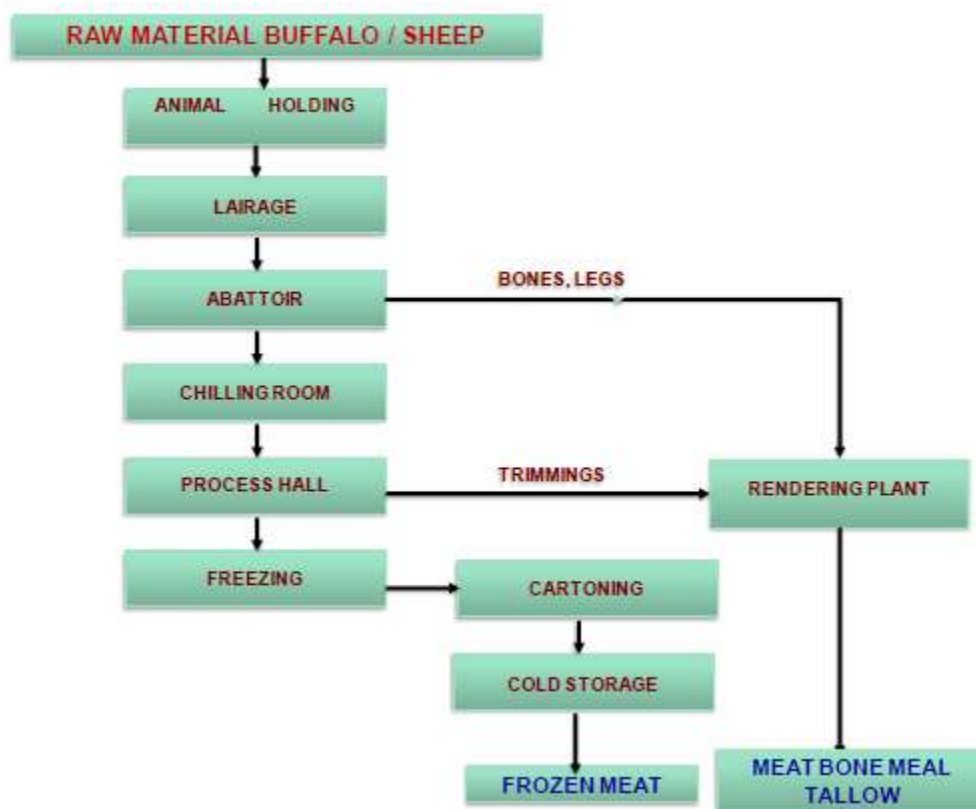 RAW MATERIAL BUFFALO / SHEEP
ANIMAL HOLDING
LAIRAGE
ABATTOIR
BONES, LEGS
CHILLING ROOM
PROCESS HALL
TRIMMINGS
RENDERING PLANT
FREEZING
CARTONING
COLD STORAGE
FROZEN MEAT
MEAT BONE MEAL
TALLOW